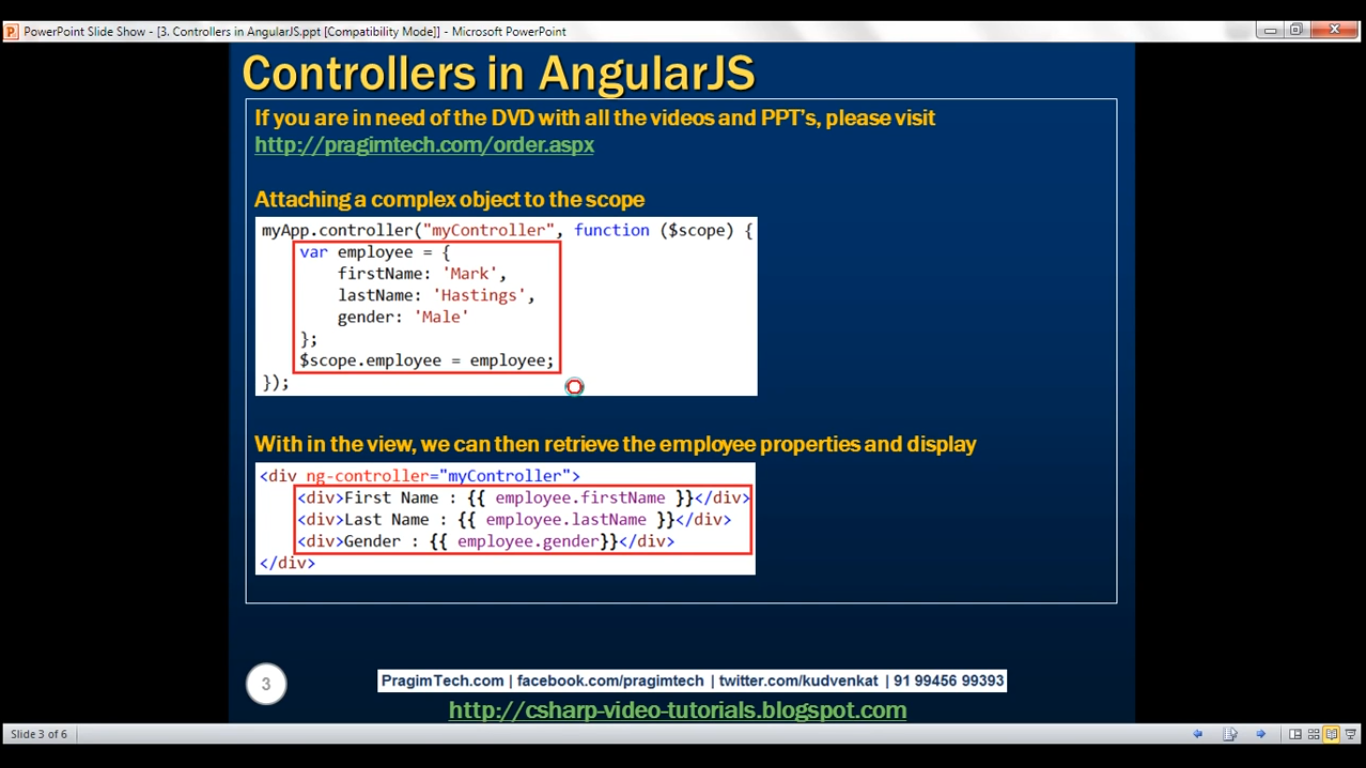 PowerPoint Slide Show - [3. Controllers in AngularJS.ppt [Compatibility Mode]] - Microsoft PowerPoint
Controllers in AngularJS
If you are in need of the DVD with all the videos and PPT's, please visit
http://pragimtech.com/order.aspx
Attaching a complex object to the scope
myApp.controller("myController", function ($scope) {
var employee = {
firstName: 'Mark',
lastName: 'Hastings',
gender: 'Male'
};
$scope.employee = employee;
});
With in the view, we can then retrieve the employee properties and display
<div ng-controller="myController">
<div>First Name : {{ employee.firstName }}</div>
<div>Last Name : {{ employee.lastName }}</div>
<div>Gender : {{ employee.gender}}</div>
</div>
3
PragimTech.com | facebook.com/pragimtech | twitter.com/kudvenkat | 91 99456 99393
http://csharp-video-tutorials.blogspot.com
Slide 3 of 6